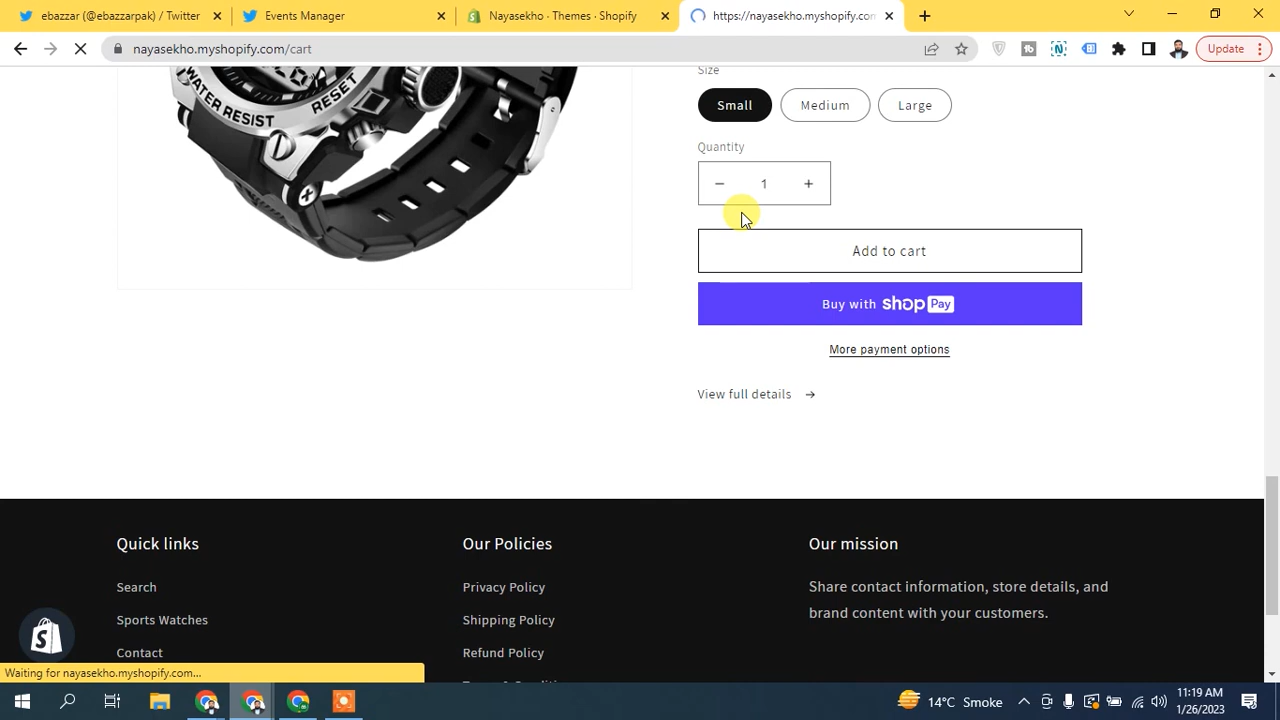 ebazzar (@ebazzarpak) / Twitter
Events Manager
Nayasekho · Themes · Shopify
https://nayasekho.myshopify.com
nayasekho.myshopify.com/cart
Update
Size
Small
Medium
Large
WATER RESIST
RESET
Quantity
− 1 +
Add to cart
Buy with shop Pay
More payment options
View full details →
Quick links
Our Policies
Our mission
Search
Privacy Policy
Share contact information, store details, and
brand content with your customers.
Sports Watches
Shipping Policy
Contact
Refund Policy
Waiting for nayasekho.myshopify.com...
14°C Smoke
11:19 AM
1/26/2023